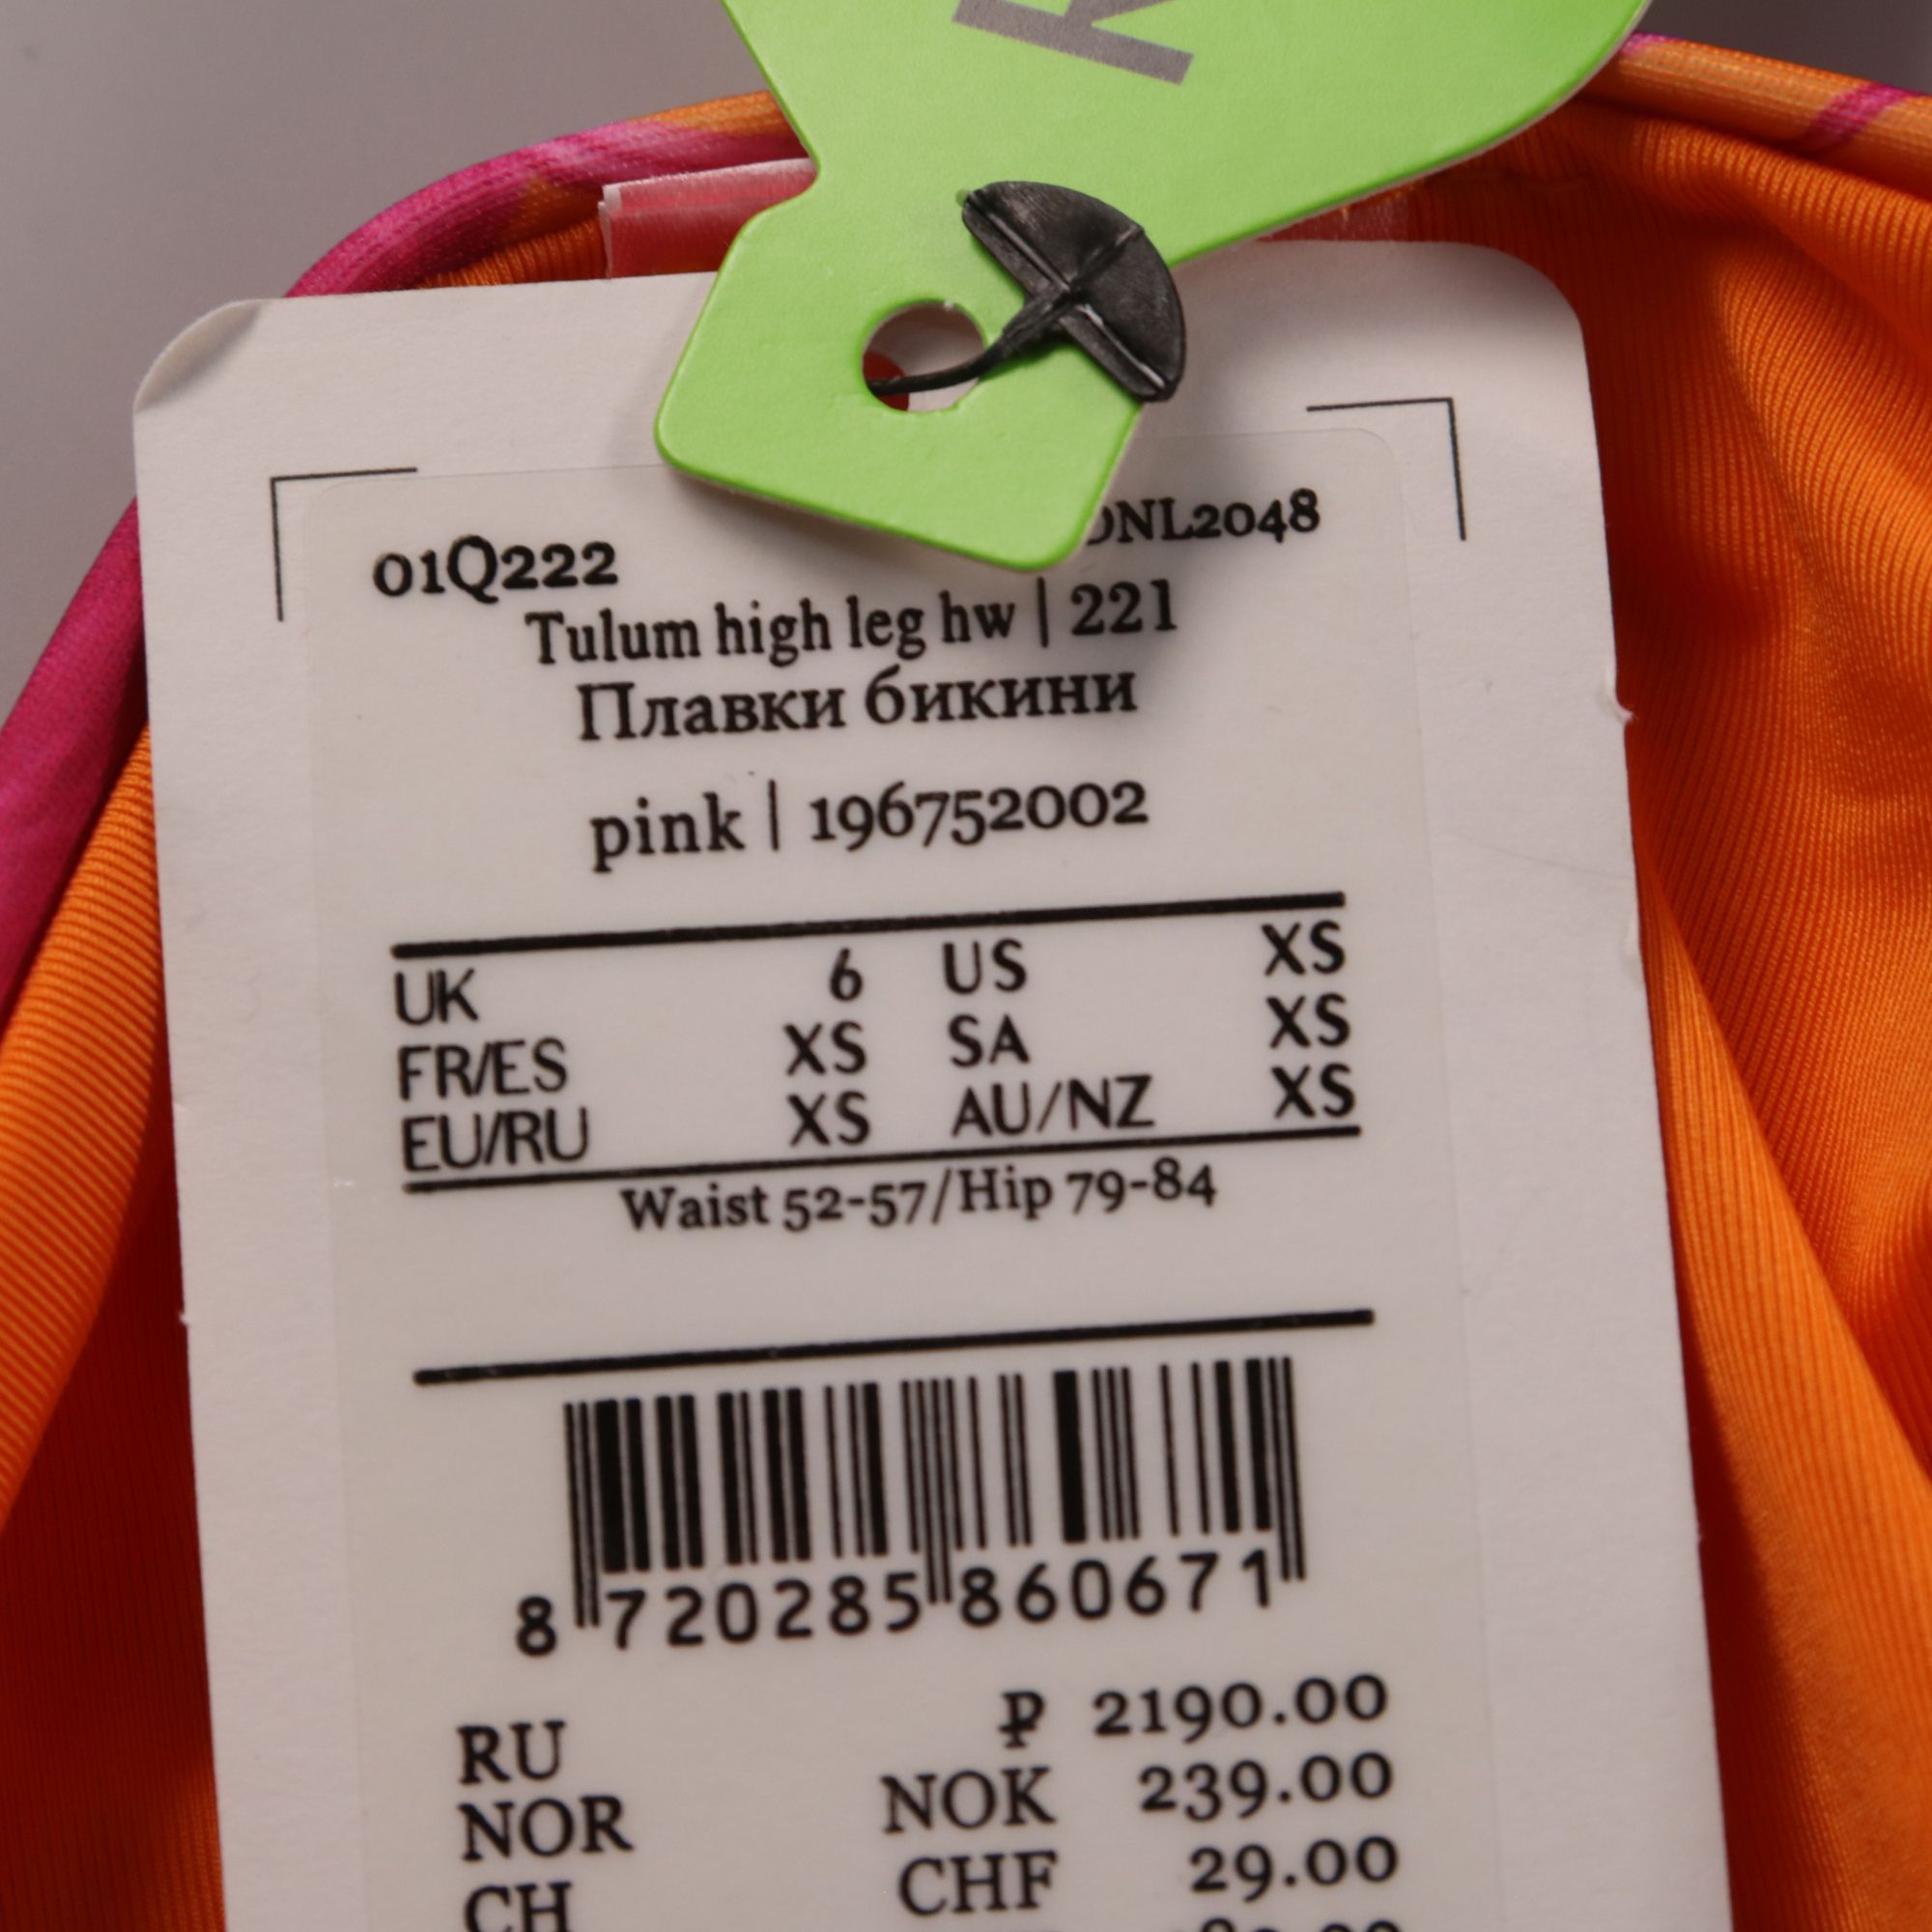 01Q222 NL2048
Tulum high leg hw | 221
Плавки бикини
pink | 196752002
UK 6 US XS
FR/ES XS SA XS
EU/RU XS AU/NZ XS
Waist 52-57/Hip 79-84
8 720285 860671
RU ₽ 2190.00
NOR NOK 239.00
CH CHF 29.00